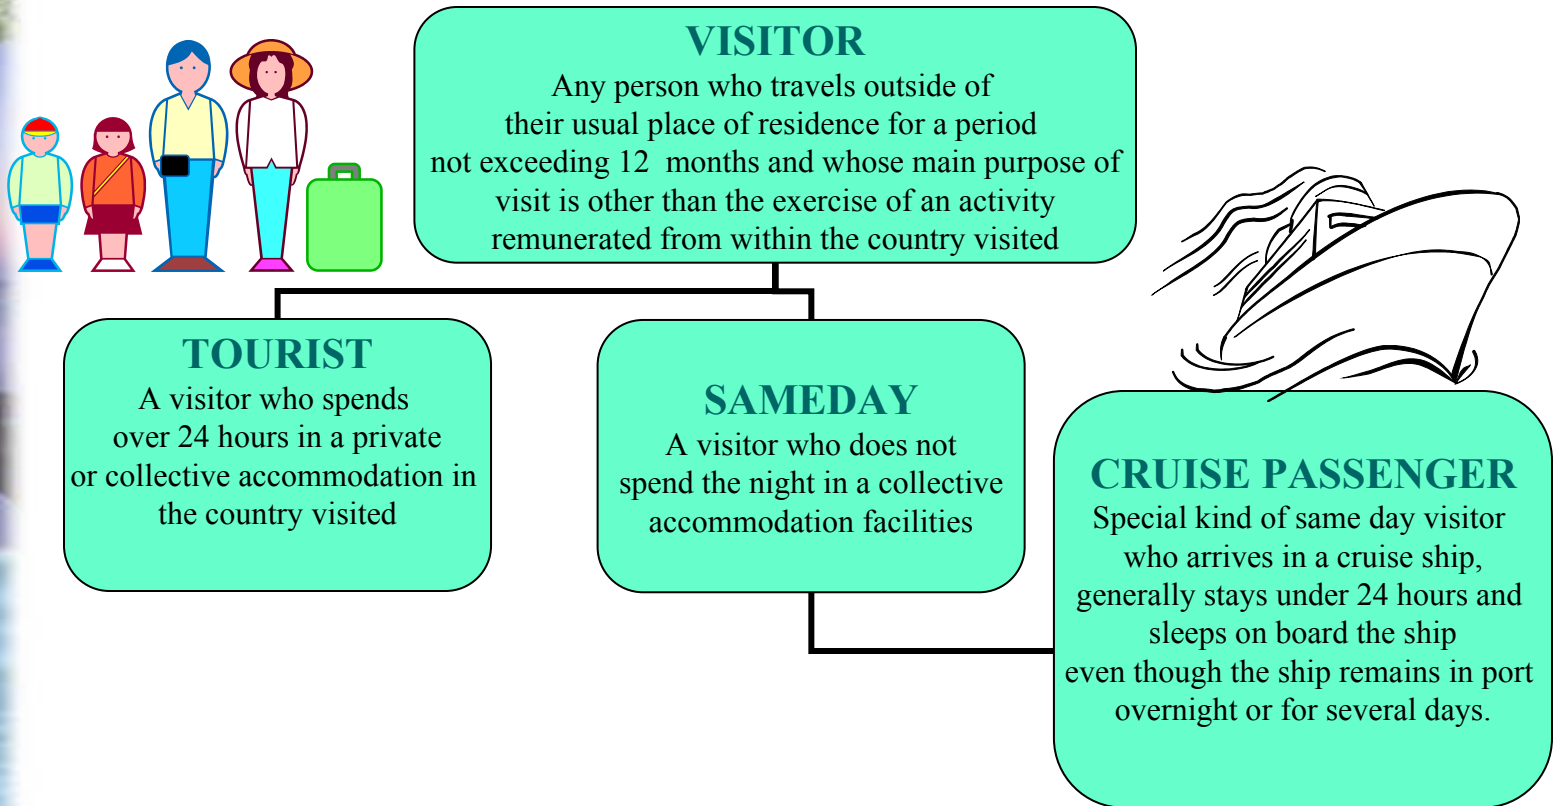 VISITOR
Any person who travels outside of
their usual place of residence for a period
not exceeding 12 months and whose main purpose of
visit is other than the exercise of an activity
remunerated from within the country visited
TOURIST
A visitor who spends
over 24 hours in a private
or collective accommodation in
the country visited
SAMEDAY
A visitor who does not
spend the night in a collective
accommodation facilities
CRUISE PASSENGER
Special kind of same day visitor
who arrives in a cruise ship,
generally stays under 24 hours and
sleeps on board the ship
even though the ship remains in port
overnight or for several days.